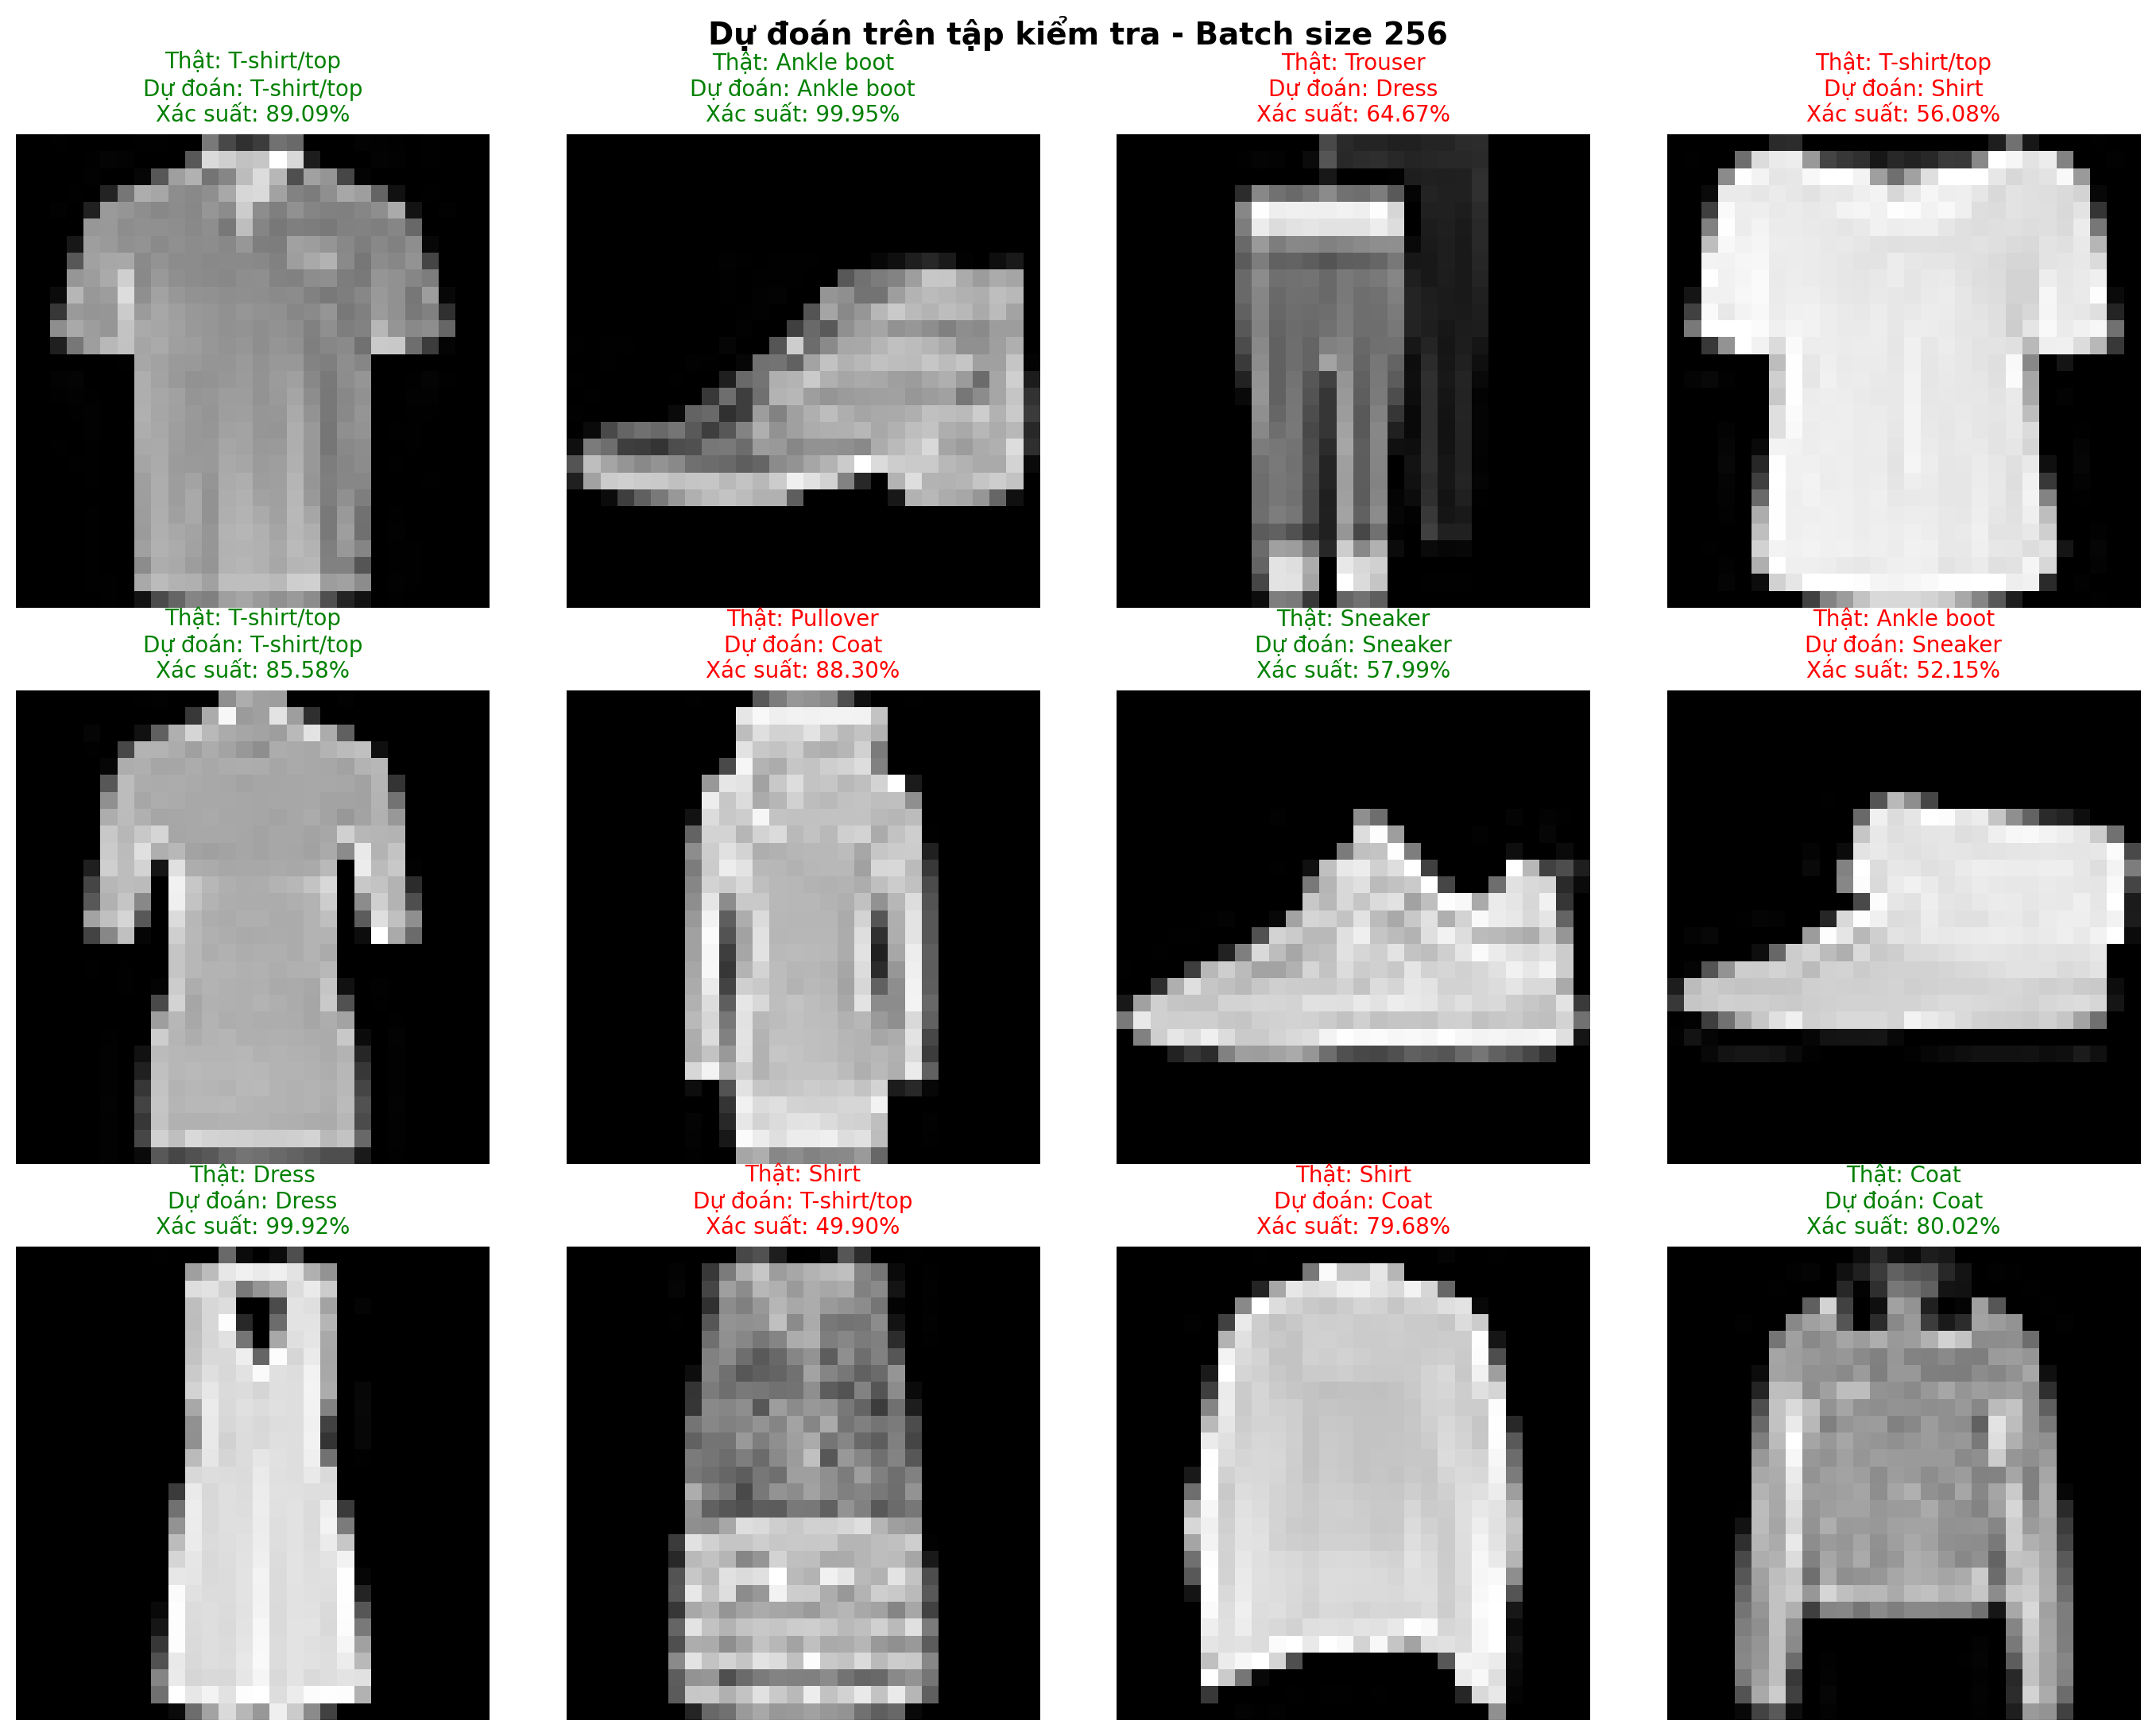 Dự đoán trên tập kiểm tra - Batch size 256
Thật: T-shirt/top
Dự đoán: T-shirt/top
Xác suất: 89.09%
Thật: Ankle boot
Dự đoán: Ankle boot
Xác suất: 99.95%
Thật: Trouser
Dự đoán: Dress
Xác suất: 64.67%
Thật: T-shirt/top
Dự đoán: Shirt
Xác suất: 56.08%
Thật: T-shirt/top
Dự đoán: T-shirt/top
Xác suất: 85.58%
Thật: Pullover
Dự đoán: Coat
Xác suất: 88.30%
Thật: Sneaker
Dự đoán: Sneaker
Xác suất: 57.99%
Thật: Ankle boot
Dự đoán: Sneaker
Xác suất: 52.15%
Thật: Dress
Dự đoán: Dress
Xác suất: 99.92%
Thật: Shirt
Dự đoán: T-shirt/top
Xác suất: 49.90%
Thật: Shirt
Dự đoán: Coat
Xác suất: 79.68%
Thật: Coat
Dự đoán: Coat
Xác suất: 80.02%